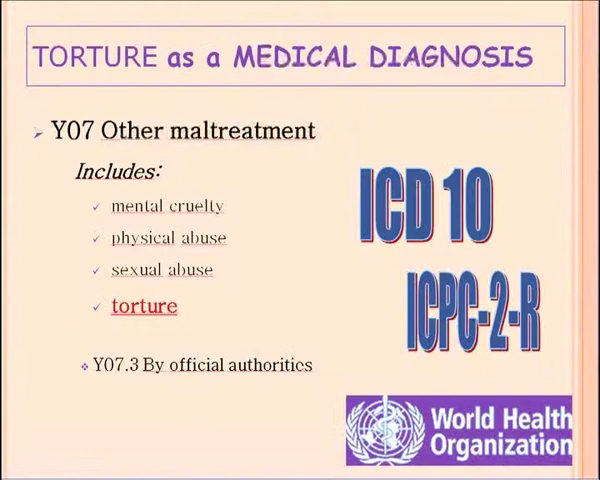 TORTURE as a MEDICAL DIAGNOSIS
Y07 Other maltreatment
Includes:
mental cruelty
physical abuse
sexual abuse
torture
Y07.3 By official authoritics
ICD 10
ICPC-2-R
World Health
Organization